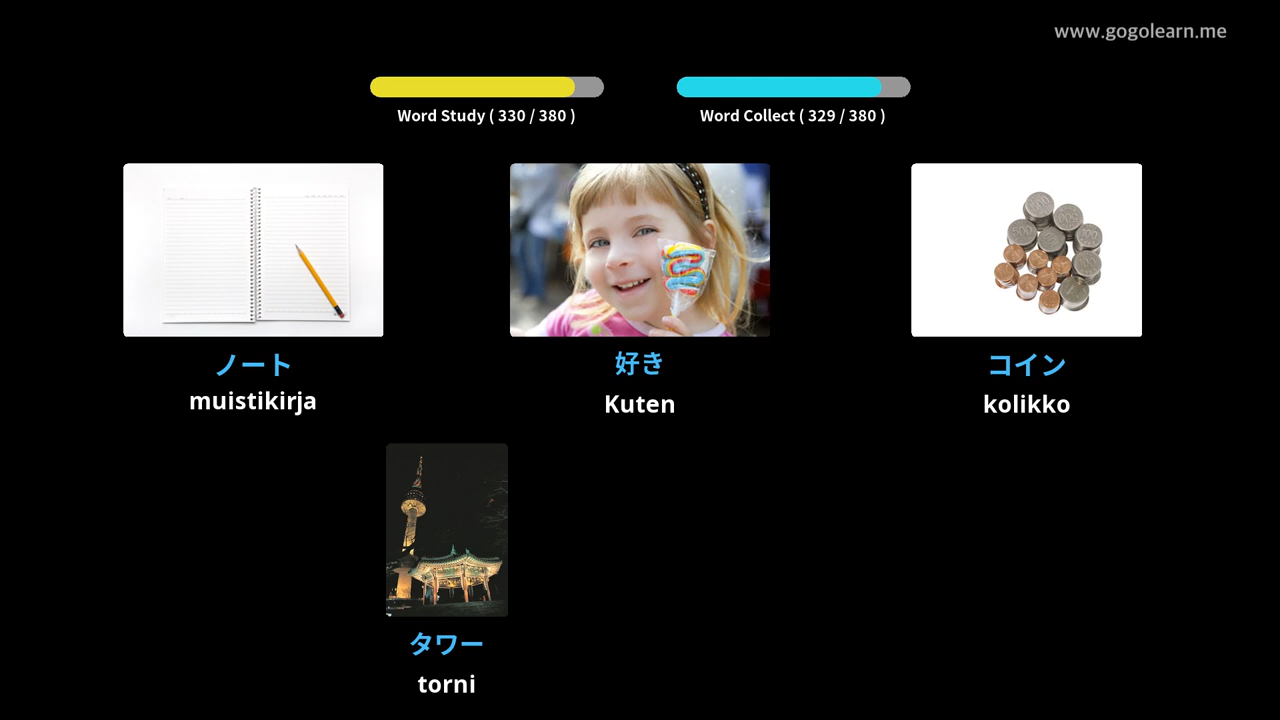 www.gogolearn.me
Word Study ( 330 / 380 )
Word Collect ( 329 / 380 )
ノート
muistikirja
好き
Kuten
コイン
kolikko
タワー
torni